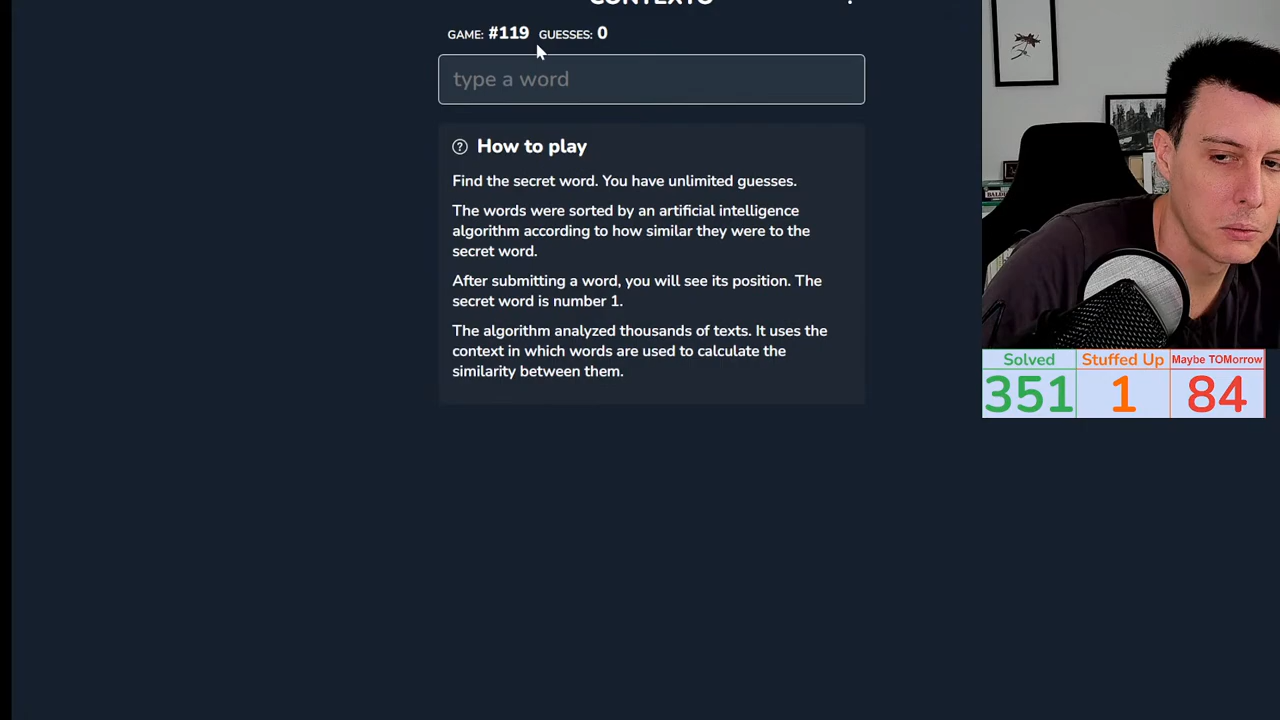 CONTEXTO
GAME: #119 GUESSES: 0
type a word
How to play
Find the secret word. You have unlimited guesses.
The words were sorted by an artificial intelligence
algorithm according to how similar they were to the
secret word.
After submitting a word, you will see its position. The
secret word is number 1.
The algorithm analyzed thousands of texts. It uses the
context in which words are used to calculate the
similarity between them.
Solved Stuffed Up Maybe TOMorrow
351 1 84